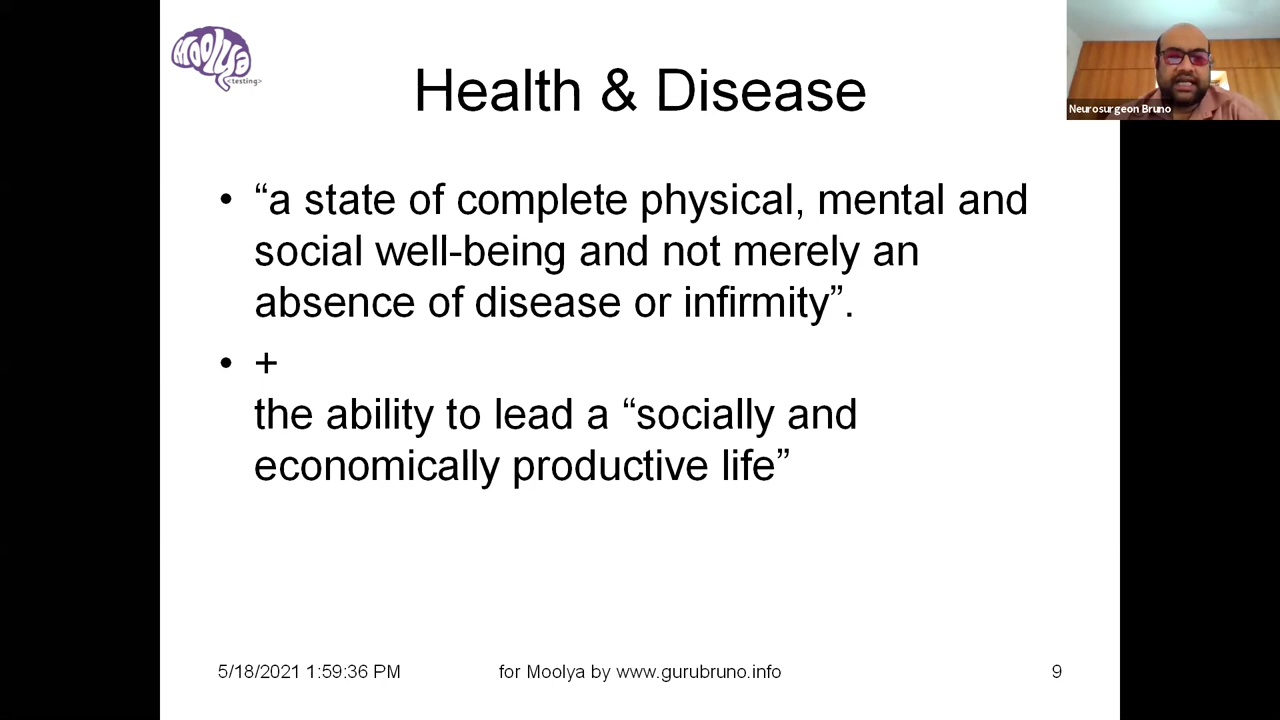 Moolya
<testing>
Health & Disease
Neurosurgeon Bruno
• “a state of complete physical, mental and
social well-being and not merely an
absence of disease or infirmity”.
• +
the ability to lead a “socially and
economically productive life”
5/18/2021 1:59:36 PM
for Moolya by www.gurubruno.info
9